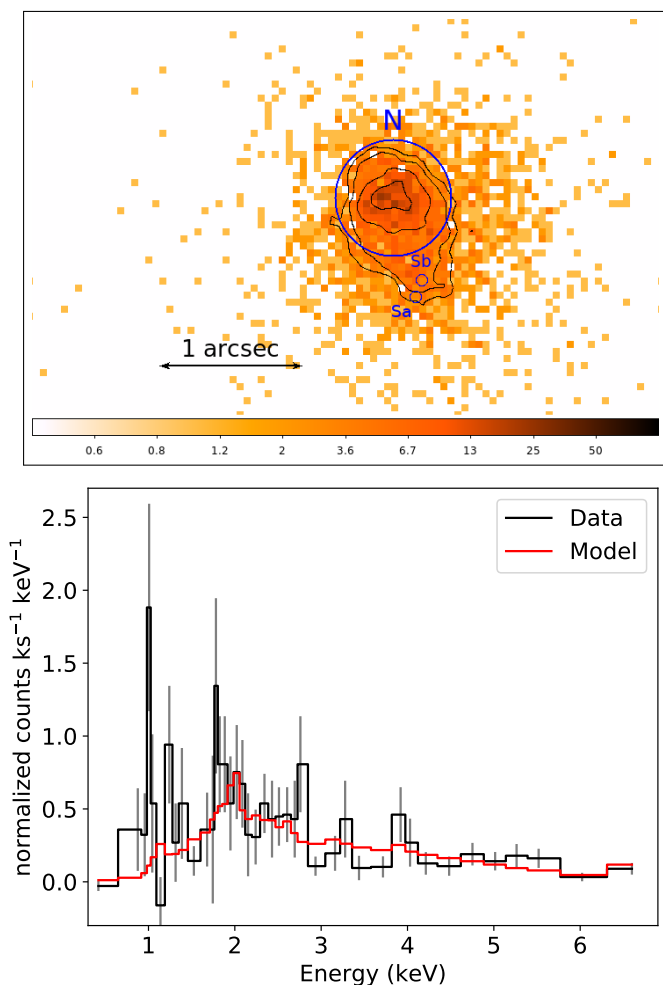 N
Sb
Sa
1 arcsec
0.6 0.8 1.2 2 3.6 6.7 13 25 50
normalized counts ks⁻¹ keV⁻¹
2.5
2.0
1.5
1.0
0.5
0.0
Data
Model
1 2 3 4 5 6
Energy (keV)